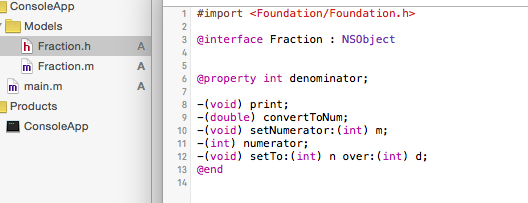 ConsoleApp
Models
h Fraction.h A
m Fraction.m A
m main.m A
Products
ConsoleApp
1 #import <Foundation/Foundation.h>
2
3 @interface Fraction : NSObject
4
5
6 @property int denominator;
7
8 -(void) print;
9 -(double) convertToNum;
10 -(void) setNumerator:(int) m;
11 -(int) numerator;
12 -(void) setTo:(int) n over:(int) d;
13 @end
14